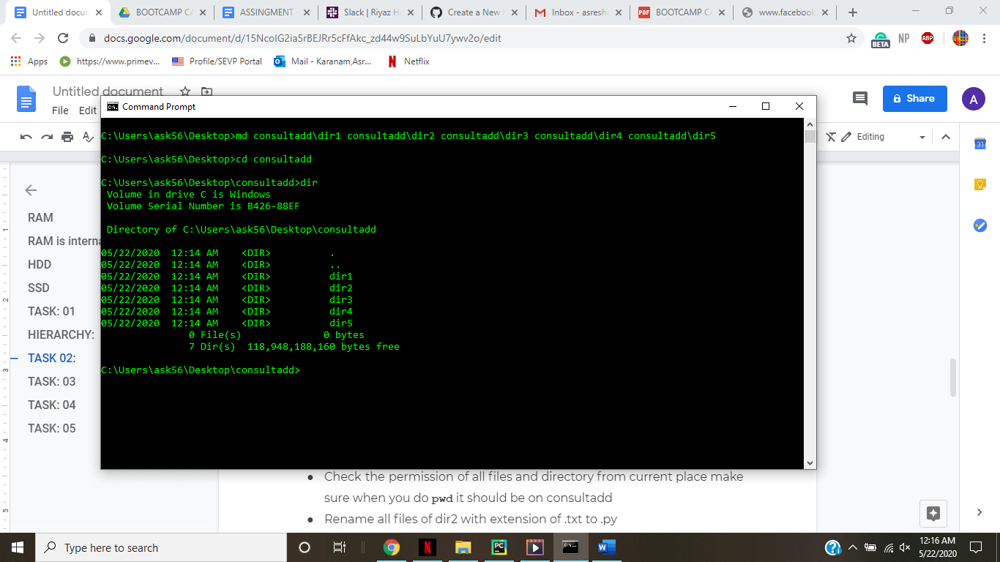 Untitled docun
BOOTCAMP CA
ASSINGMENT
Slack | Riyaz H
Create a New R
Inbox - asresha
PDF
BOOTCAMP CA
www.facebook
docs.google.com/document/d/15NcoIG2ia5rBEJRr5cFfAkc_zd44w9SuLbYuU7ywv2o/edit
BETA
NP
ABP
Apps
https://www.primev...
Profile/SEVP Portal
Mail - Karanam,Asr...
Netflix
Untitled document
File Edit
Share
A
Editing
31
Command Prompt
C:\Users\ask56\Desktop>md consultadd\dir1 consultadd\dir2 consultadd\dir3 consultadd\dir4 consultadd\dir5
C:\Users\ask56\Desktop>cd consultadd
C:\Users\ask56\Desktop\consultadd>dir
Volume in drive C is Windows
Volume Serial Number is B426-88EF
Directory of C:\Users\ask56\Desktop\consultadd
05/22/2020 12:14 AM <DIR> .
05/22/2020 12:14 AM <DIR> ..
05/22/2020 12:14 AM <DIR> dir1
05/22/2020 12:14 AM <DIR> dir2
05/22/2020 12:14 AM <DIR> dir3
05/22/2020 12:14 AM <DIR> dir4
05/22/2020 12:14 AM <DIR> dir5
0 File(s) 0 bytes
7 Dir(s) 118,948,188,160 bytes free
C:\Users\ask56\Desktop\consultadd>
RAM
RAM is interna
HDD
SSD
TASK: 01
HIERARCHY:
TASK 02:
TASK: 03
TASK: 04
TASK: 05
1
2
3
4
5
Check the permission of all files and directory from current place make
sure when you do pwd it should be on consultadd
Rename all files of dir2 with extension of .txt to .py
Type here to search
12:16 AM
5/22/2020